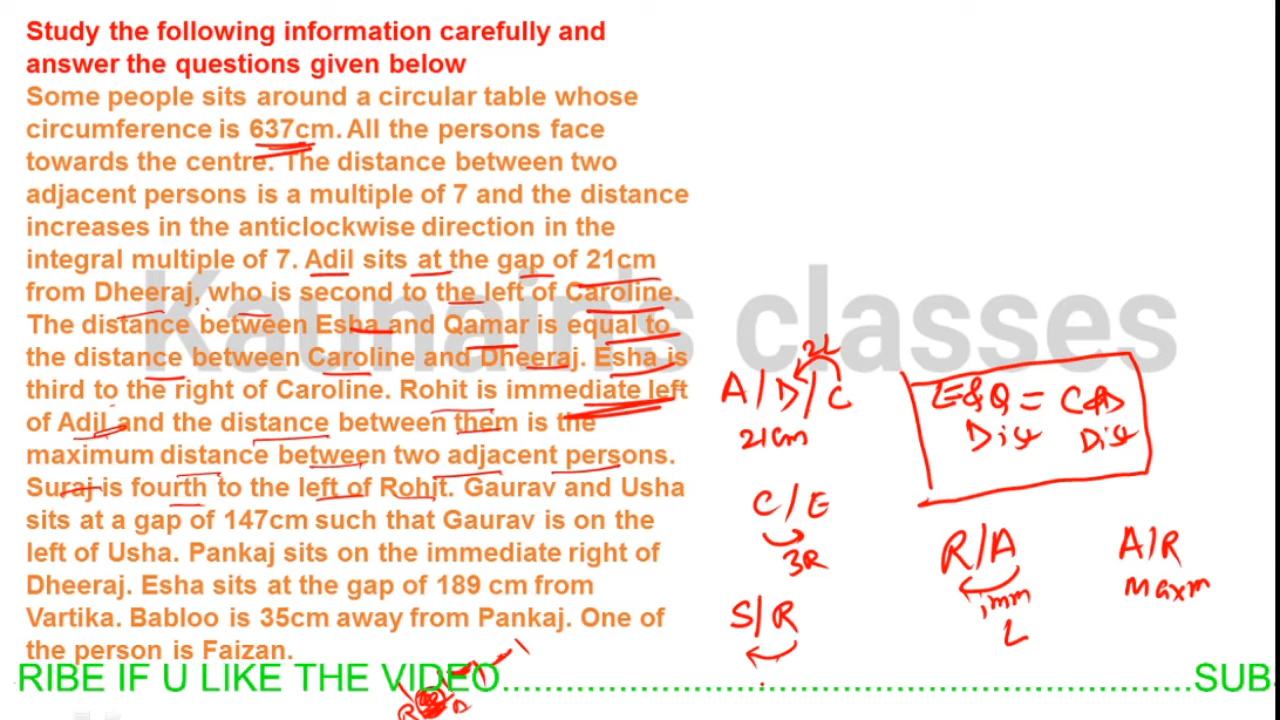 Study the following information carefully and
answer the questions given below
Some people sits around a circular table whose
circumference is 637cm. All the persons face
towards the centre. The distance between two
adjacent persons is a multiple of 7 and the distance
increases in the anticlockwise direction in the
integral multiple of 7. Adil sits at the gap of 21cm
from Dheeraj, who is second to the left of Caroline.
The distance between Esha and Qamar is equal to
the distance between Caroline and Dheeraj. Esha is
third to the right of Caroline. Rohit is immediate left
of Adil and the distance between them is the
maximum distance between two adjacent persons.
Suraj is fourth to the left of Rohit. Gaurav and Usha
sits at a gap of 147cm such that Gaurav is on the
left of Usha. Pankaj sits on the immediate right of
Dheeraj. Esha sits at the gap of 189 cm from
Vartika. Babloo is 35cm away from Pankaj. One of
the person is Faizan.
Kaunain's classes
2L
A/D/C
21cm
E&Q = C&D
Dist Dist
C/E
3R
R/A
imm
L
A/R
Maxm
S/R
RIBE IF U LIKE THE VIDEO..................................................................................SUB